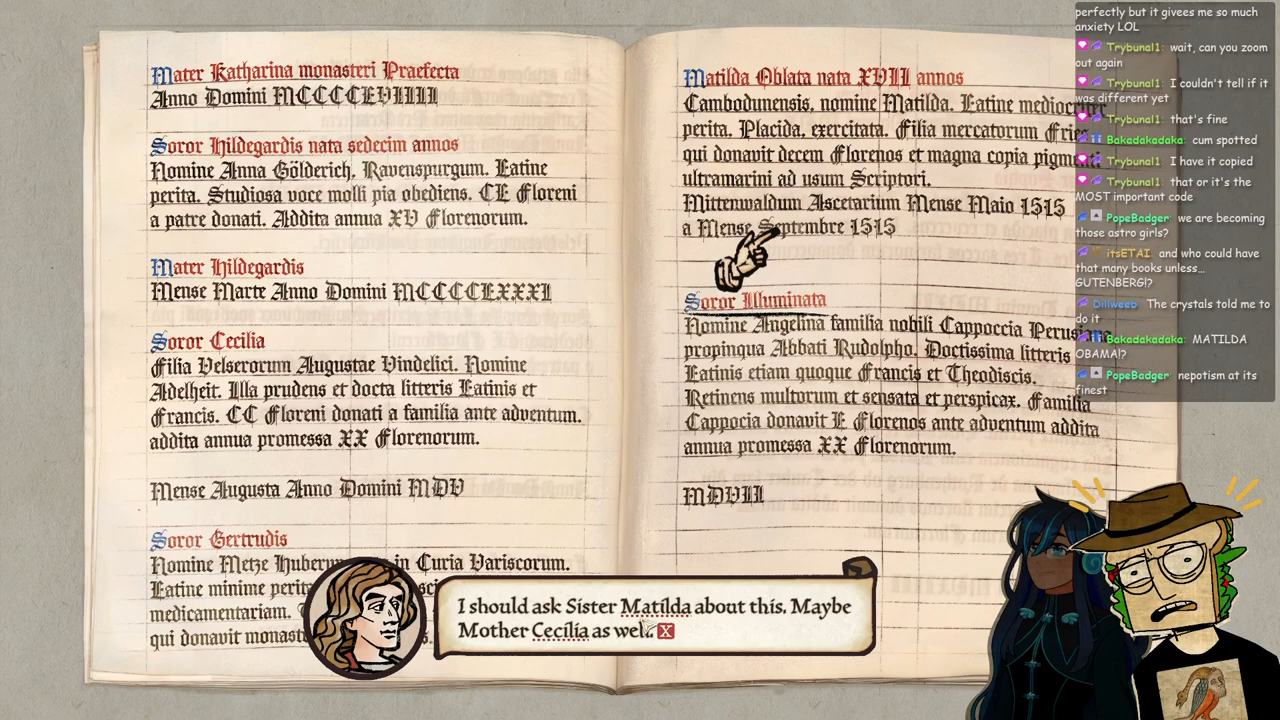 Mater Katharina monasteri Praefecta
Anno Domini MCCCCLVIIII
Soror Hildegardis nata sedecim annos
Nomine Anna Gölderich, Ravenspurgum. Latine
perita. Studiosa voce molli pia obediens. CL Floreni
a patre donati. Addita annua XV Florenorum.
Mater Hildegardis
Mense Marte Anno Domini MCCCCLXXXI
Soror Cecilia
Filia Velserorum Augustae Vindelici. Nomine
Adelheit. Illa prudens et docta litteris Latinis et
Francis. CC Floreni donati a familia ante adventum.
addita annua promessa XX Florenorum.
Mense Augusta Anno Domini MDV
Soror Gertrudis
Nomine Metze in Curia Variscorum.
Latine minime
medicamentariam.
qui donavit
Matilda Oblata nata XVII annos
Cambodunensis, nomine Matilda. Latine
perita. Placida, exercitata. Filia mercatorum
qui donavit decem Florenos et magna copia
ultramarini ad usum Scriptori.
Mittenwaldum Ascetarium Mense Maio 1515
a Mense Septembre 1515
Soror Illuminata
Nomine Angelina familia nobili Cappoccia
propinqua Abbati Rudolpho. Doctissima litteris
Latinis etiam quoque Francis et Theodiscis.
Retinens multorum et sensata et perspicax. Familia
Cappocia donavit L Florenos ante adventum addita
annua promessa XX Florenorum.
MDVII
I should ask Sister Matilda about this. Maybe
Mother Cecilia as well. X
perfectly but it givees me so much
anxiety LOL
Trybunal1: wait, can you zoom
out again
Trybunal1: I couldn't tell if it
was different yet
Trybunal1: that's fine
Bakadakadaka: cum spotted
Trybunal1: I have it copied
Trybunal1: that or it's the
MOST important code
PopeBadger: we are becoming
those astro girls?
itsETAI: and who could have
that many books unless_
GUTENBERG!?
Dillweeb: The crystals told me to
do it
Bakadakadaka: MATILDA
OBAMA!?
PopeBadger: nepotism at its
finest